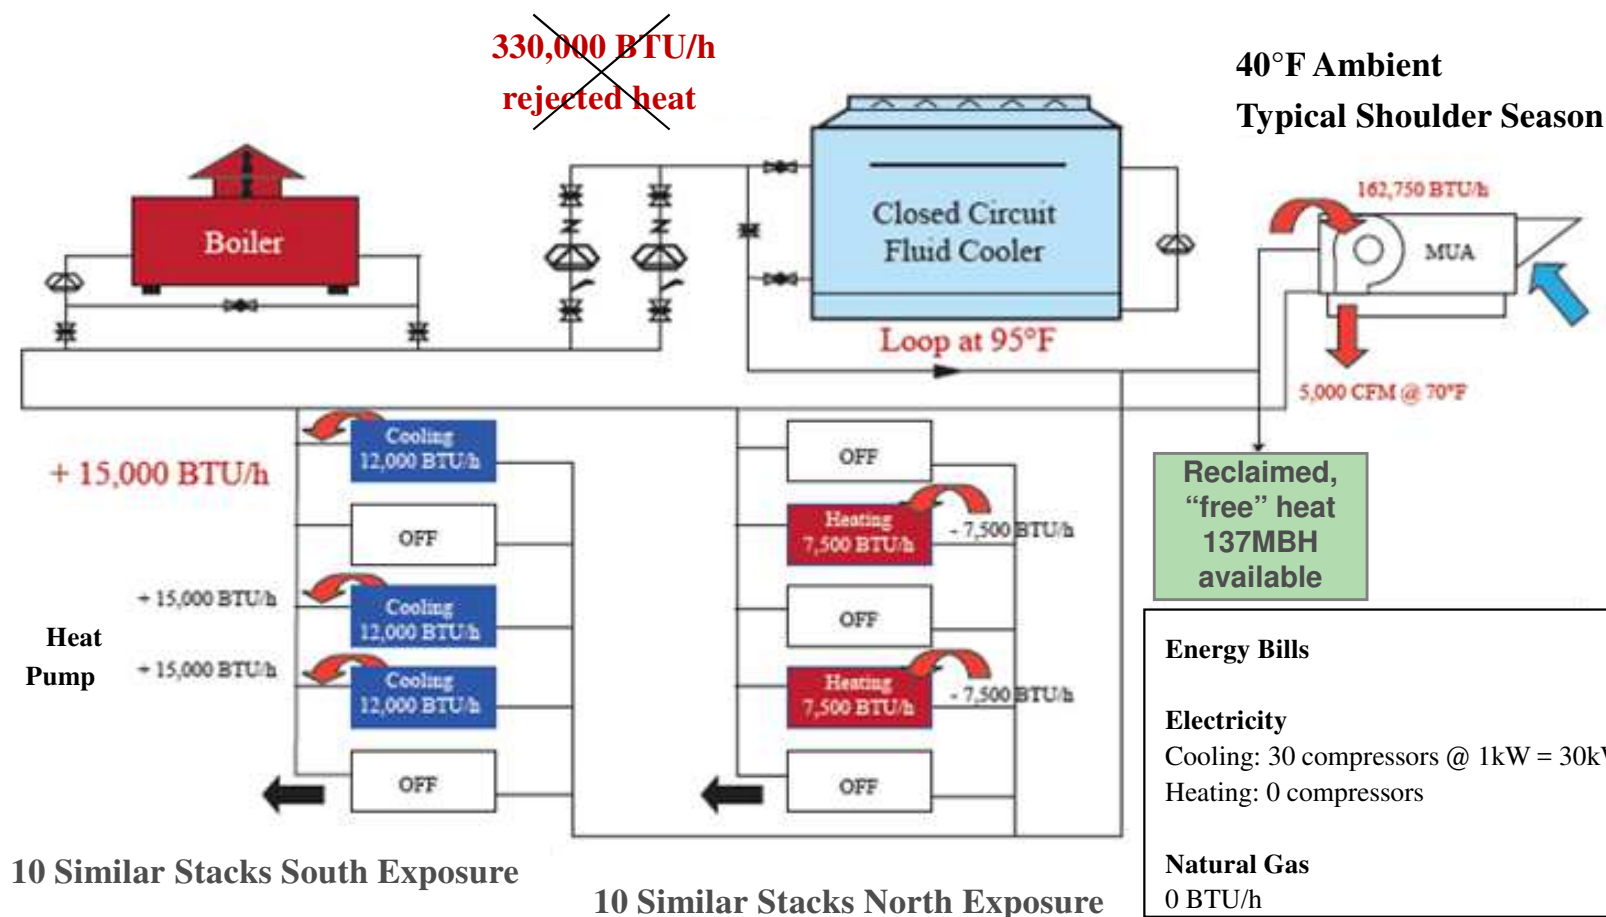 330,000 BTU/h
rejected heat
40°F Ambient
Typical Shoulder Season
Boiler
Closed Circuit
Fluid Cooler
162,750 BTU/h
MUA
Loop at 95°F
5,000 CFM @ 70°F
+ 15,000 BTU/h
Cooling
12,000 BTU/h
OFF
+ 15,000 BTU/h
Cooling
12,000 BTU/h
Heat
Pump
+ 15,000 BTU/h
Cooling
12,000 BTU/h
OFF
OFF
Heating
7,500 BTU/h
- 7,500 BTU/h
OFF
Heating
7,500 BTU/h
- 7,500 BTU/h
OFF
Reclaimed,
“free” heat
137MBH
available
Energy Bills
Electricity
Cooling: 30 compressors @ 1kW = 30kW
Heating: 0 compressors
Natural Gas
0 BTU/h
10 Similar Stacks South Exposure
10 Similar Stacks North Exposure